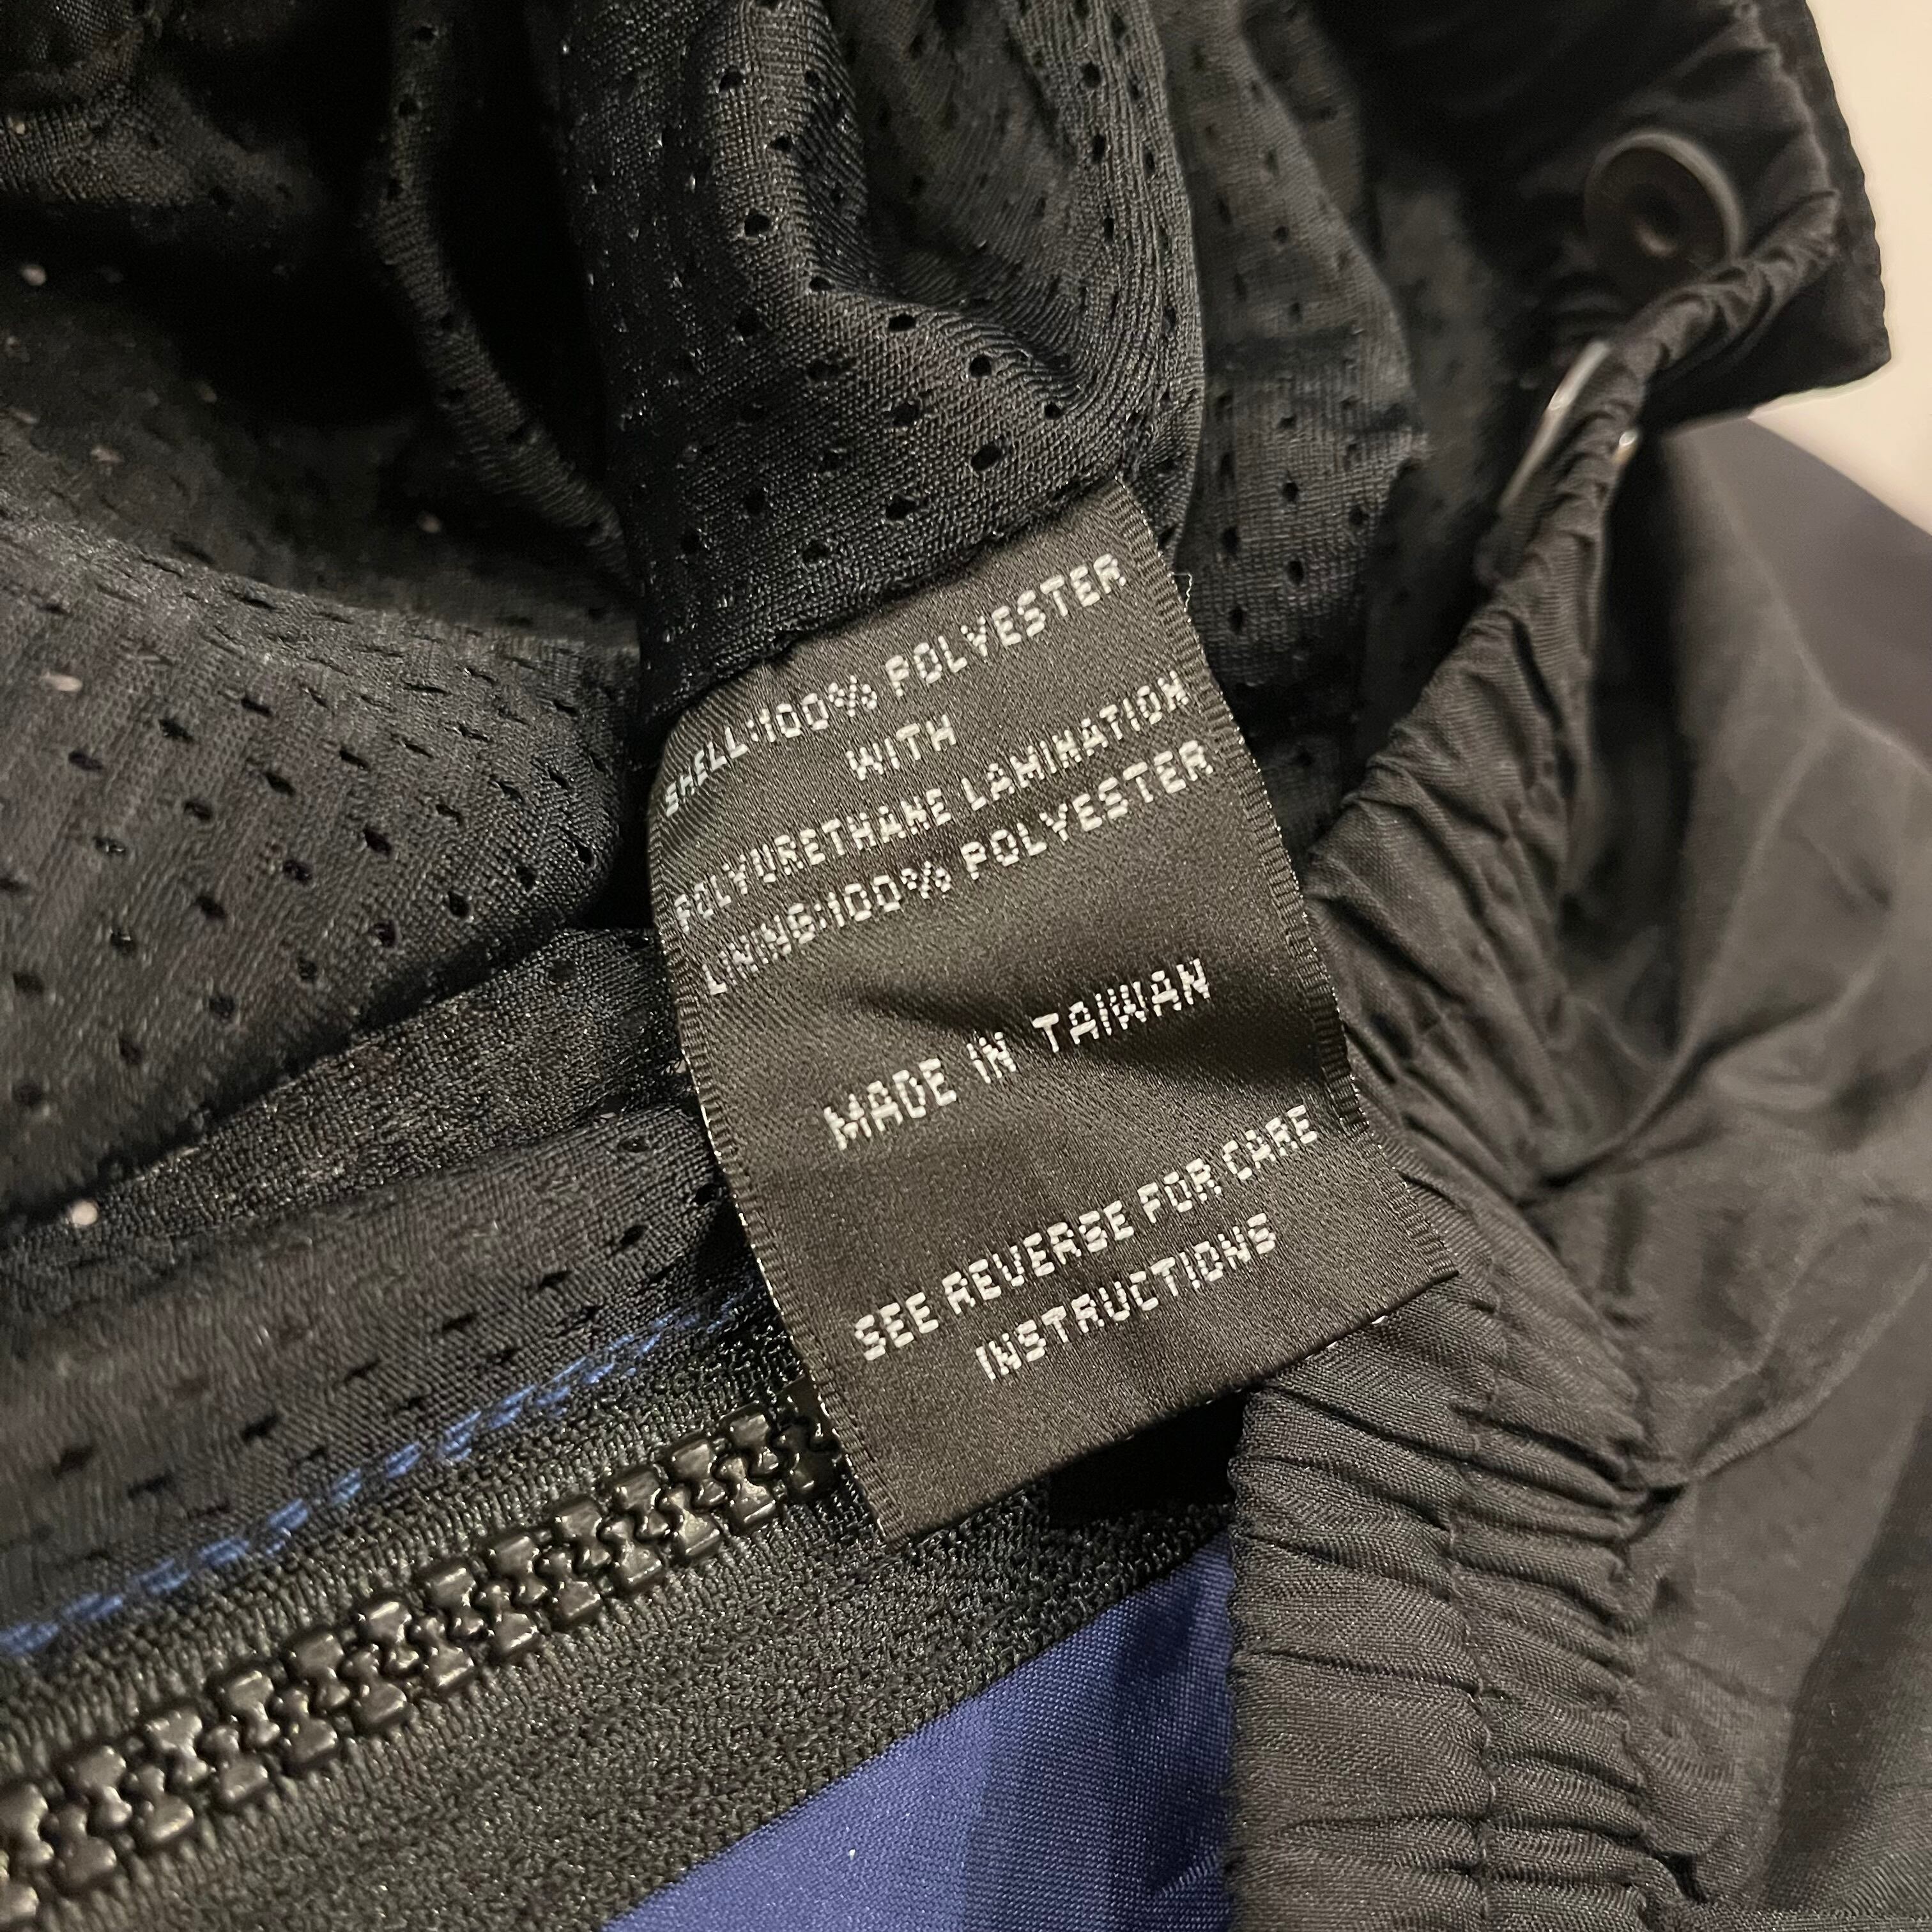 SHELL:100% POLYESTER
WITH
POLYURETHANE LAMINATION
LINING:100% POLYESTER
MADE IN TAIWAN
SEE REVERSE FOR CARE
INSTRUCTIONS